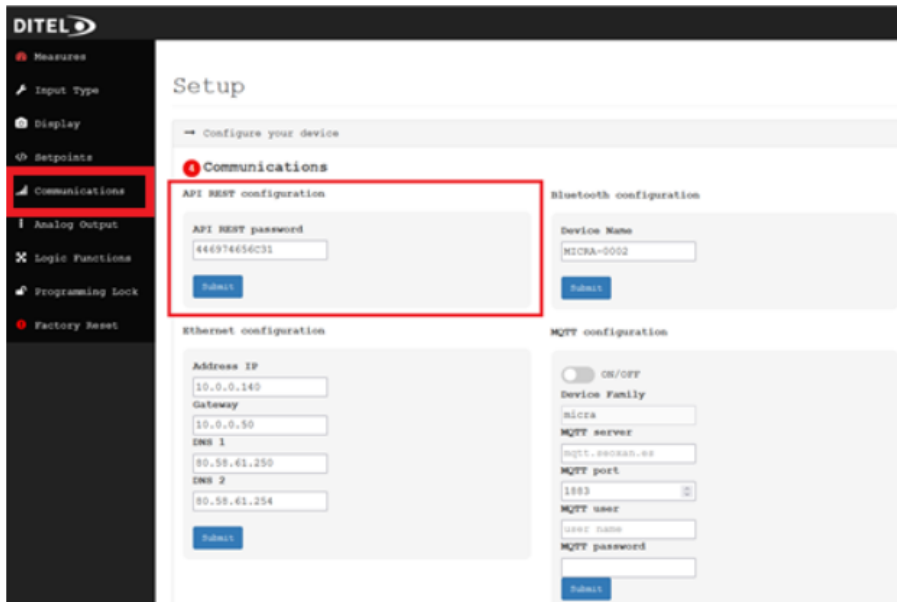 DITEL
Measures
Input Type
Display
Setpoints
Communications
Analog Output
Logic Functions
Programming Lock
Factory Reset
Setup
→ Configure your device
4 Communications
API REST configuration
API REST password
446974656C31
Submit
Bluetooth configuration
Device Name
MICRA-0002
Submit
Ethernet configuration
Address IP
10.0.0.140
Gateway
10.0.0.50
DNS 1
80.58.61.250
DNS 2
80.58.61.254
Submit
MQTT configuration
ON/OFF
Device Family
micra
MQTT server
MQTT port
1883
MQTT user
user name
MQTT password
Submit